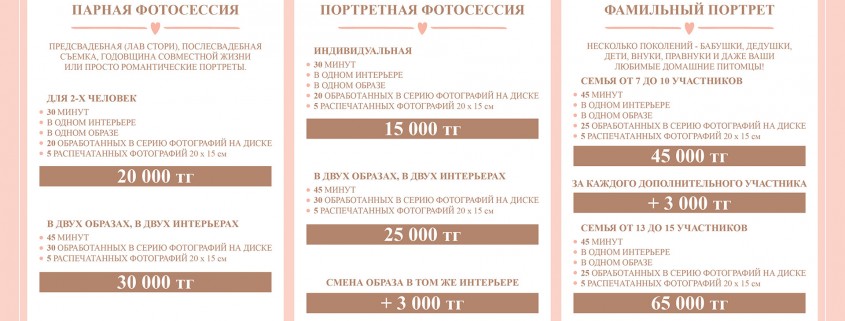 ПАРНАЯ ФОТОСЕССИЯ
ПРЕДСВАДЕБНАЯ (ЛАВ СТОРИ), ПОСЛЕСВАДЕБНАЯ
СЪЕМКА, ГОДОВЩИНА СОВМЕСТНОЙ ЖИЗНИ
ИЛИ ПРОСТО РОМАНТИЧЕСКИЕ ПОРТРЕТЫ.
ДЛЯ 2-Х ЧЕЛОВЕК
30 МИНУТ
В ОДНОМ ИНТЕРЬЕРЕ
В ОДНОМ ОБРАЗЕ
20 ОБРАБОТАННЫХ В СЕРИЮ ФОТОГРАФИЙ НА ДИСКЕ
5 РАСПЕЧАТАННЫХ ФОТОГРАФИЙ 20 х 15 см
20 000 тг
В ДВУХ ОБРАЗАХ, В ДВУХ ИНТЕРЬЕРАХ
45 МИНУТ
30 ОБРАБОТАННЫХ В СЕРИЮ ФОТОГРАФИЙ НА ДИСКЕ
5 РАСПЕЧАТАННЫХ ФОТОГРАФИЙ 20 х 15 см
30 000 тг
ПОРТРЕТНАЯ ФОТОСЕССИЯ
ИНДИВИДУАЛЬНАЯ
30 МИНУТ
В ОДНОМ ИНТЕРЬЕРЕ
В ОДНОМ ОБРАЗЕ
20 ОБРАБОТАННЫХ В СЕРИЮ ФОТОГРАФИЙ НА ДИСКЕ
5 РАСПЕЧАТАННЫХ ФОТОГРАФИЙ 20 х 15 см
15 000 тг
В ДВУХ ОБРАЗАХ, В ДВУХ ИНТЕРЬЕРАХ
45 МИНУТ
30 ОБРАБОТАННЫХ В СЕРИЮ ФОТОГРАФИЙ НА ДИСКЕ
5 РАСПЕЧАТАННЫХ ФОТОГРАФИЙ 20 х 15 см
25 000 тг
СМЕНА ОБРАЗА В ТОМ ЖЕ ИНТЕРЬЕРЕ
+ 3 000 тг
ФАМИЛЬНЫЙ ПОРТРЕТ
НЕСКОЛЬКО ПОКОЛЕНИЙ - БАБУШКИ, ДЕДУШКИ,
ДЕТИ, ВНУКИ, ПРАВНУКИ И ДАЖЕ ВАШИ
ЛЮБИМЫЕ ДОМАШНИЕ ПИТОМЦЫ!
СЕМЬЯ ОТ 7 ДО 10 УЧАСТНИКОВ
45 МИНУТ
В ОДНОМ ИНТЕРЬЕРЕ
В ОДНОМ ОБРАЗЕ
25 ОБРАБОТАННЫХ В СЕРИЮ ФОТОГРАФИЙ НА ДИСКЕ
5 РАСПЕЧАТАННЫХ ФОТОГРАФИЙ 20 х 15 см
45 000 тг
ЗА КАЖДОГО ДОПОЛНИТЕЛЬНОГО УЧАСТНИКА
+ 3 000 тг
СЕМЬЯ ОТ 13 ДО 15 УЧАСТНИКОВ
45 МИНУТ
В ОДНОМ ИНТЕРЬЕРЕ
В ОДНОМ ОБРАЗЕ
25 ОБРАБОТАННЫХ В СЕРИЮ ФОТОГРАФИЙ НА ДИСКЕ
5 РАСПЕЧАТАННЫХ ФОТОГРАФИЙ 20 х 15 см
65 000 тг